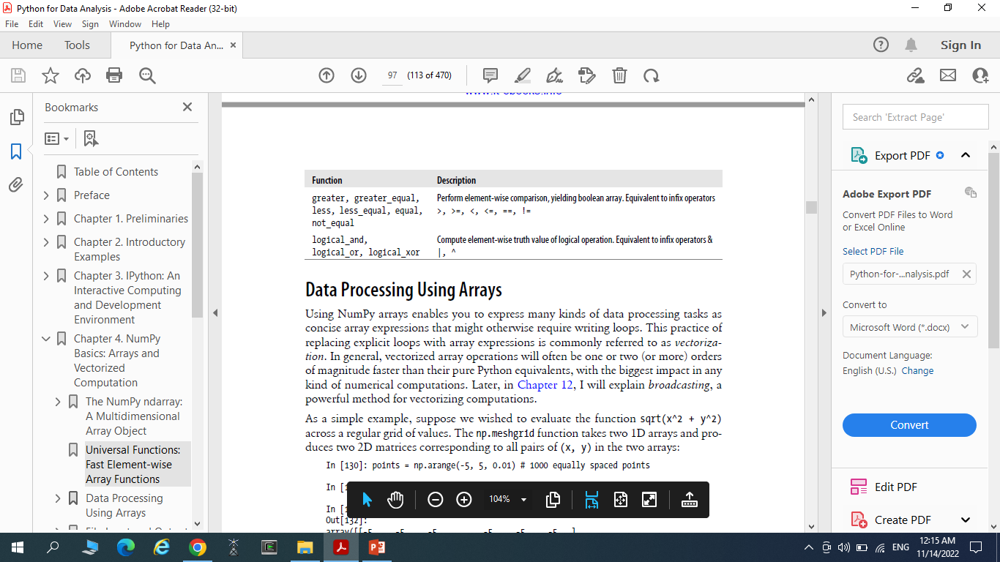 Python for Data Analysis - Adobe Acrobat Reader (32-bit)
File Edit View Sign Window Help
Home Tools Python for Data An...
Sign In
97 (113 of 470)
Bookmarks
Table of Contents
Preface
Chapter 1. Preliminaries
Chapter 2. Introductory
Examples
Chapter 3. IPython: An
Interactive Computing
and Development
Environment
Chapter 4. NumPy
Basics: Arrays and
Vectorized
Computation
The NumPy ndarray:
A Multidimensional
Array Object
Universal Functions:
Fast Element-wise
Array Functions
Data Processing
Using Arrays
www.it-ebooks.info
Function Description
greater, greater_equal, Perform element-wise comparison, yielding boolean array. Equivalent to infix operators
less, less_equal, equal, >, >=, <, <=, ==, !=
not_equal
logical_and, Compute element-wise truth value of logical operation. Equivalent to infix operators &
logical_or, logical_xor |, ^
Data Processing Using Arrays
Using NumPy arrays enables you to express many kinds of data processing tasks as
concise array expressions that might otherwise require writing loops. This practice of
replacing explicit loops with array expressions is commonly referred to as vectoriza-
tion. In general, vectorized array operations will often be one or two (or more) orders
of magnitude faster than their pure Python equivalents, with the biggest impact in any
kind of numerical computations. Later, in Chapter 12, I will explain broadcasting, a
powerful method for vectorizing computations.
As a simple example, suppose we wished to evaluate the function sqrt(x^2 + y^2)
across a regular grid of values. The np.meshgrid function takes two 1D arrays and pro-
duces two 2D matrices corresponding to all pairs of (x, y) in the two arrays:
In [130]: points = np.arange(-5, 5, 0.01) # 1000 equally spaced points
In [1
In [1
Out[132]:
104%
Search 'Extract Page'
Export PDF
Adobe Export PDF
Convert PDF Files to Word
or Excel Online
Select PDF File
Python-for-...nalysis.pdf
Convert to
Microsoft Word (*.docx)
Document Language:
English (U.S.) Change
Convert
Edit PDF
Create PDF
ENG
12:15 AM
11/14/2022